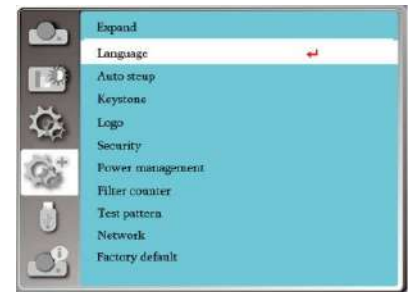 Expand
Language
Auto steup
Keystone
Logo
Security
Power management
Filter counter
Test pattern
Network
Factory default